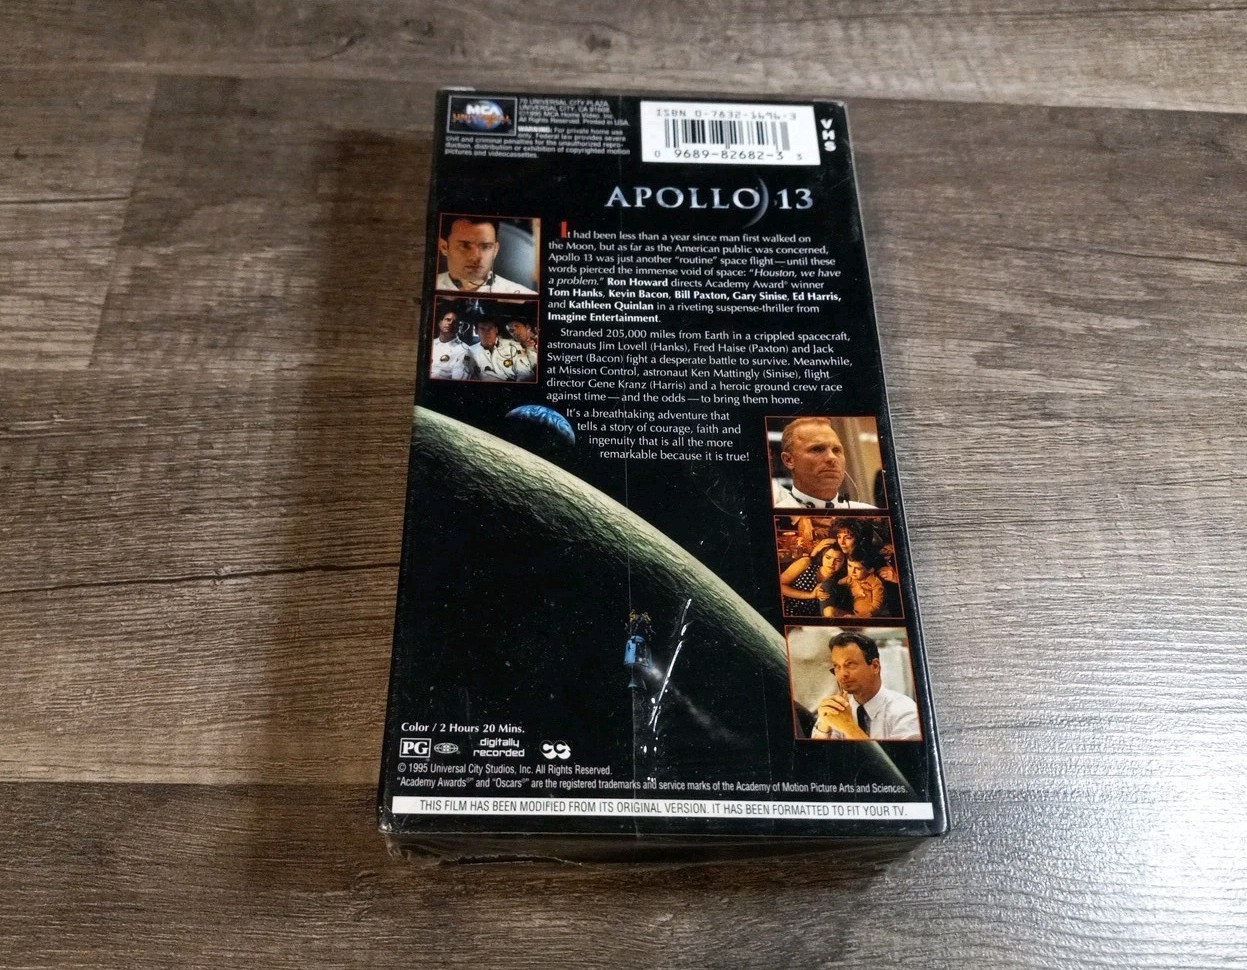 MCA
UNIVERSAL
70 UNIVERSAL CITY PLAZA
UNIVERSAL CITY, CA 91608
©1995 MCA Home Video, Inc.
All Rights Reserved. Printed in U.S.A.
WARNING: For private home use
only. Federal law provides severe
civil and criminal penalties for the unauthorized repro-
duction, distribution or exhibition of copyrighted motion
pictures and videocassettes.
ISBN 0-7832-1696-3
0 9689-82682-3 3
VHS
APOLLO 13
It had been less than a year since man first walked on
the Moon, but as far as the American public was concerned,
Apollo 13 was just another "routine" space flight—until these
words pierced the immense void of space: "Houston, we have
a problem." Ron Howard directs Academy Award® winner
Tom Hanks, Kevin Bacon, Bill Paxton, Gary Sinise, Ed Harris,
and Kathleen Quinlan in a riveting suspense-thriller from
Imagine Entertainment.
Stranded 205,000 miles from Earth in a crippled spacecraft,
astronauts Jim Lovell (Hanks), Fred Haise (Paxton) and Jack
Swigert (Bacon) fight a desperate battle to survive. Meanwhile,
at Mission Control, astronaut Ken Mattingly (Sinise), flight
director Gene Kranz (Harris) and a heroic ground crew race
against time—and the odds—to bring them home.
It's a breathtaking adventure that
tells a story of courage, faith and
ingenuity that is all the more
remarkable because it is true!
Color / 2 Hours 20 Mins.
PG digitally
recorded CC
© 1995 Universal City Studios, Inc. All Rights Reserved.
"Academy Awards®" and "Oscars®" are the registered trademarks and service marks of the Academy of Motion Picture Arts and Sciences.
THIS FILM HAS BEEN MODIFIED FROM ITS ORIGINAL VERSION. IT HAS BEEN FORMATTED TO FIT YOUR TV.